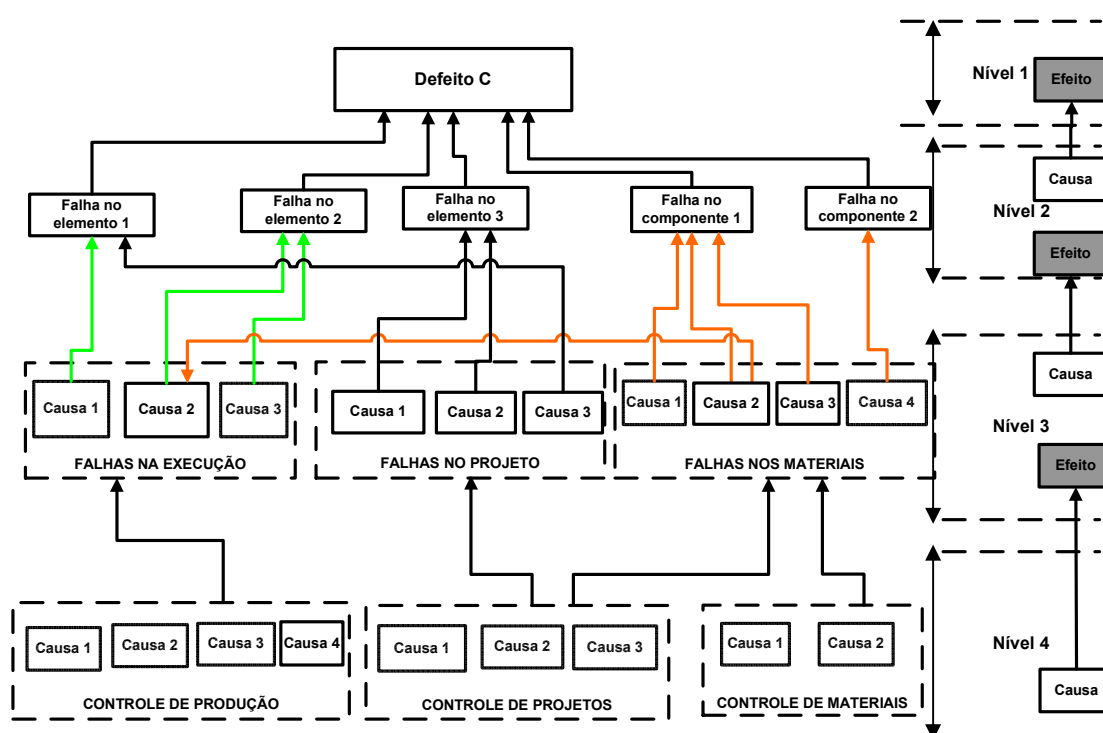 Defeito C
Nível 1
Efeito
Causa
Falha no
elemento 1
Falha no
elemento 2
Falha no
elemento 3
Falha no
componente 1
Falha no
componente 2
Nível 2
Efeito
Causa
Causa 1
Causa 2
Causa 3
FALHAS NA EXECUÇÃO
Causa 1
Causa 2
Causa 3
FALHAS NO PROJETO
Causa 1
Causa 2
Causa 3
Causa 4
FALHAS NOS MATERIAIS
Nível 3
Efeito
Causa 1
Causa 2
Causa 3
Causa 4
CONTROLE DE PRODUÇÃO
Causa 1
Causa 2
Causa 3
CONTROLE DE PROJETOS
Causa 1
Causa 2
CONTROLE DE MATERIAIS
Nível 4
Causa